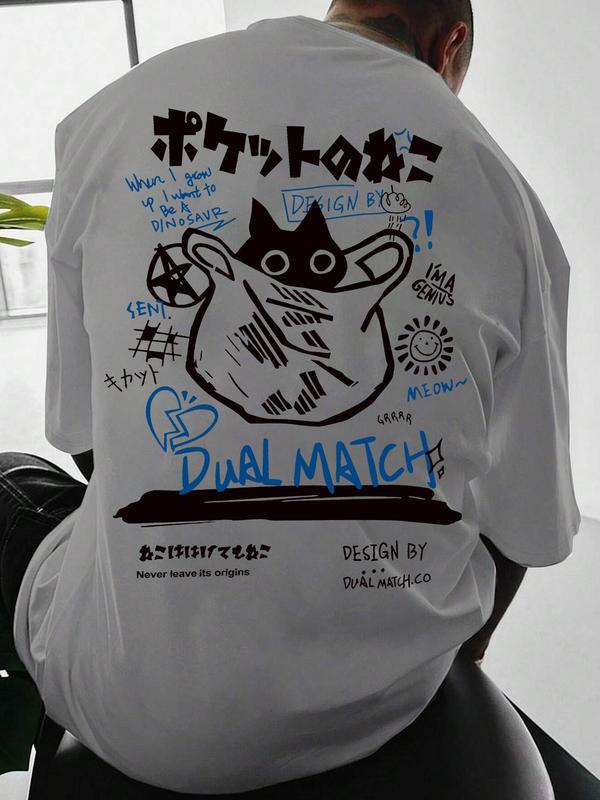 ポケットのねこ
When I grow
up I want to
Be A
DINOSAUR
DESIGN BY
?!
I'MA
GENIUS
SENT.
キカット
MEOW~
GRRRR
DUAL MATCH
ねこははげてもねこ
Never leave its origins
DESIGN BY
DUAL MATCH.CO